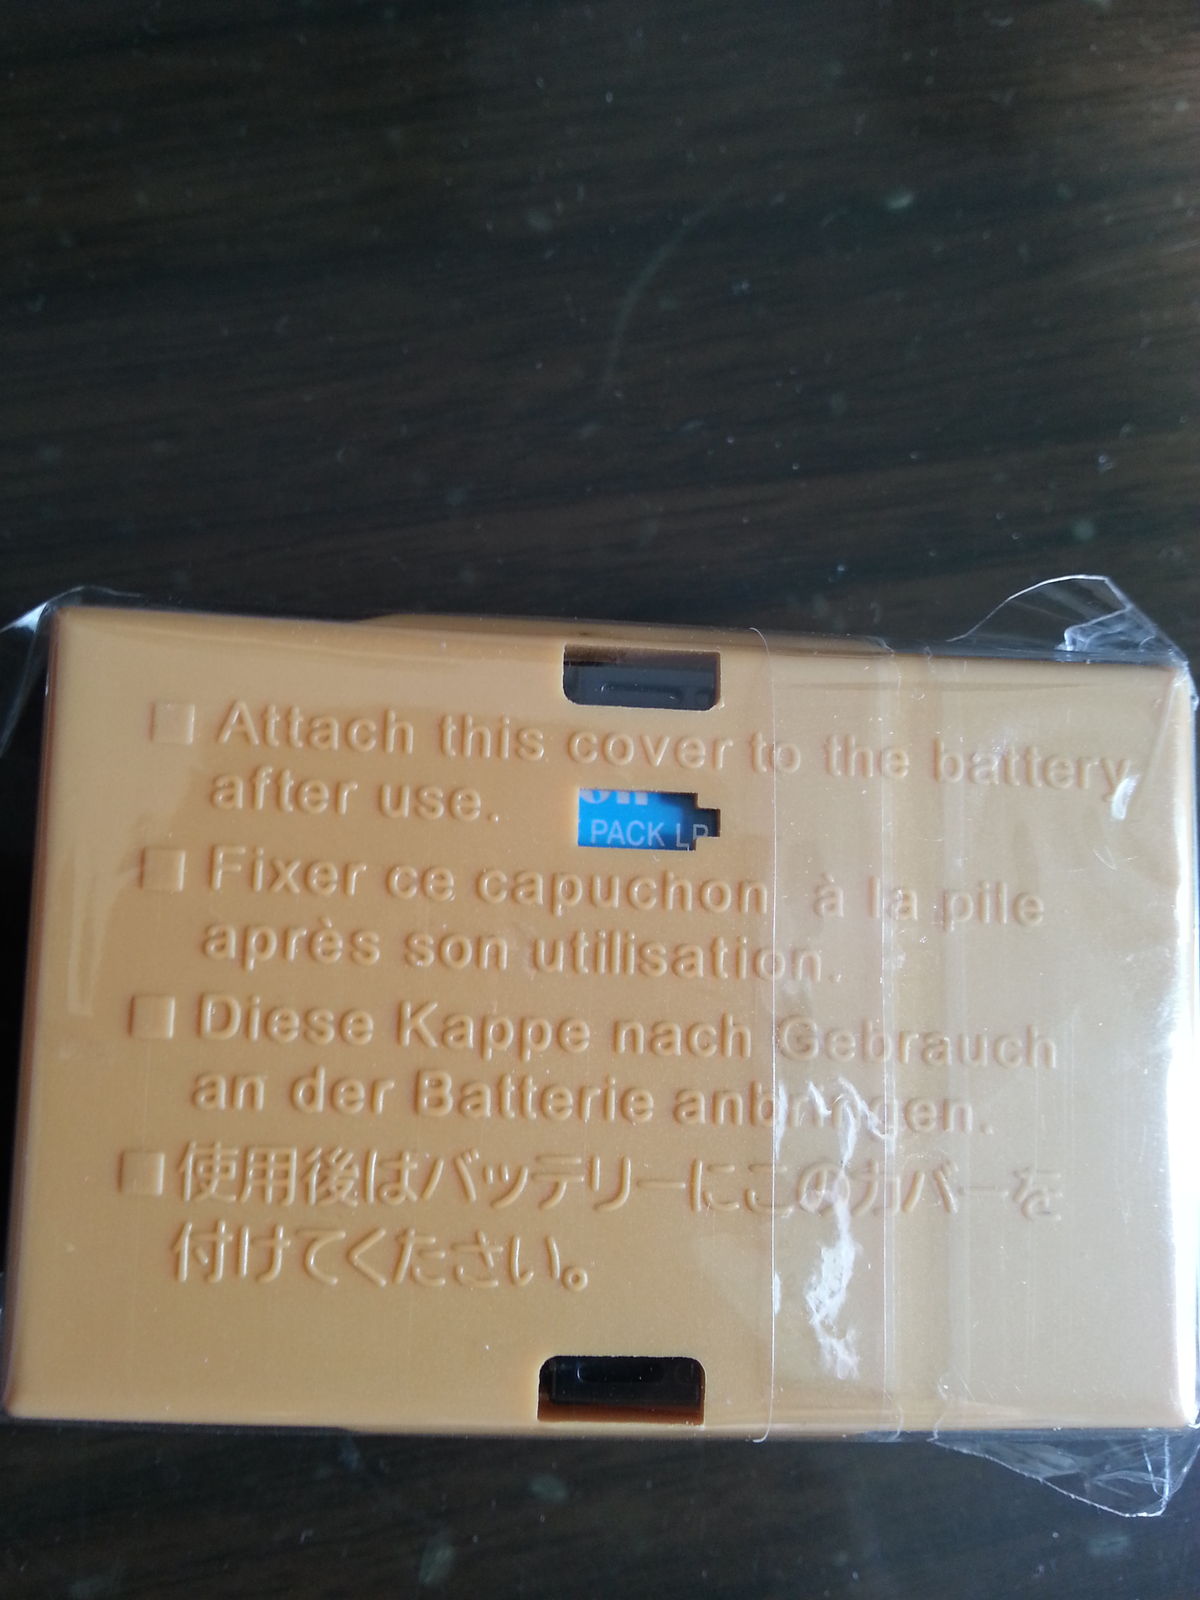 Attach this cover to the battery
after use.
on
PACK LP
Fixer ce capuchon à la pile
après son utilisation.
Diese Kappe nach Gebrauch
an der Batterie anbringen.
使用後はバッテリーにこのカバーを
付けてください。